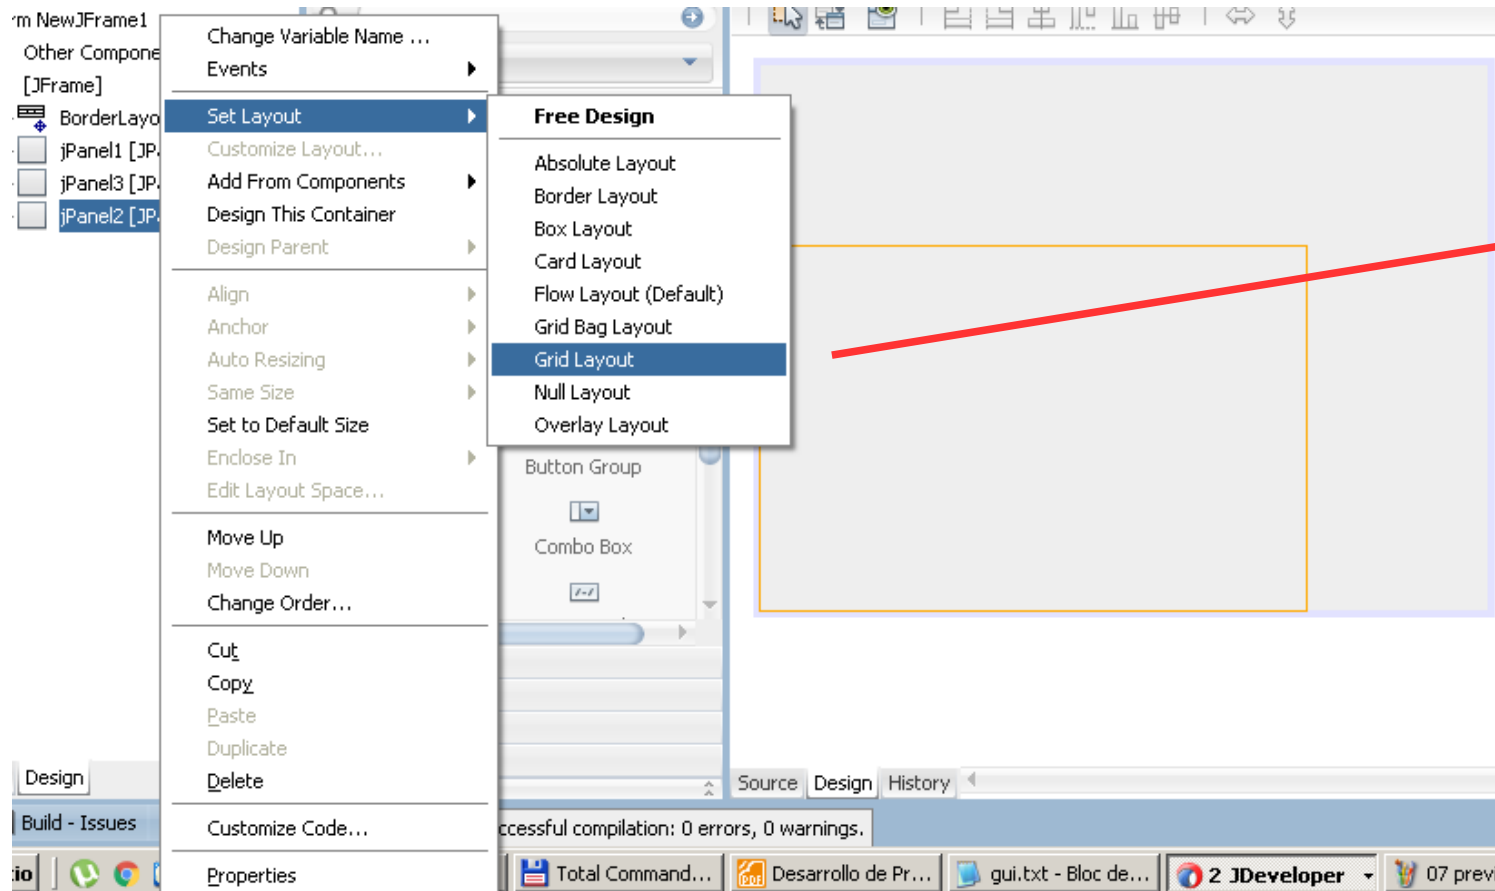 rm NewJFrame1
Other Compone
[JFrame]
BorderLayo
jPanel1 [JP
jPanel3 [JP
jPanel2 [JP
Change Variable Name ...
Events
Set Layout
Customize Layout...
Add From Components
Design This Container
Design Parent
Align
Anchor
Auto Resizing
Same Size
Set to Default Size
Enclose In
Edit Layout Space...
Move Up
Move Down
Change Order...
Cut
Copy
Paste
Duplicate
Delete
Customize Code...
Properties
Free Design
Absolute Layout
Border Layout
Box Layout
Card Layout
Flow Layout (Default)
Grid Bag Layout
Grid Layout
Null Layout
Overlay Layout
Button Group
Combo Box
Design
Source Design History
Build - Issues
ccessful compilation: 0 errors, 0 warnings.
io Total Command... Desarrollo de Pr... gui.txt - Bloc de... 2 JDeveloper 07 previ